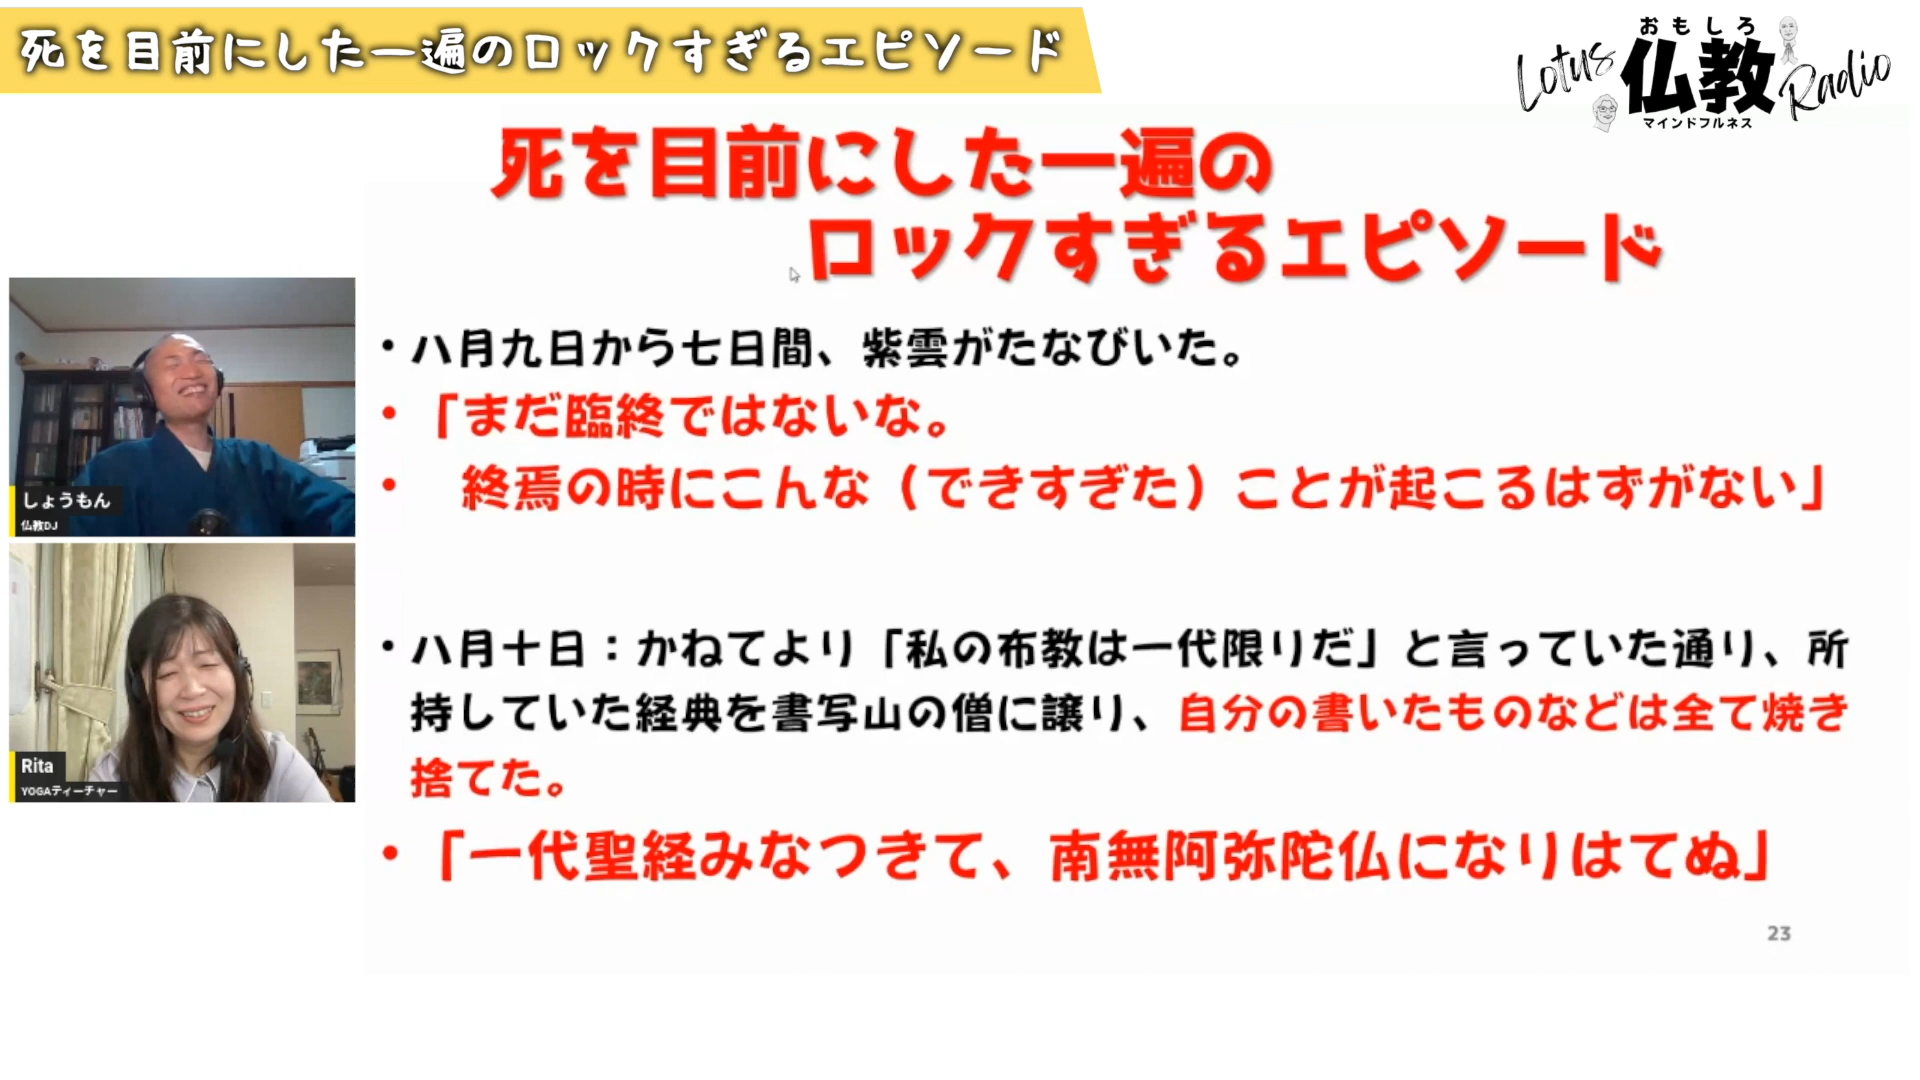 死を目前にした一遍のロックすぎるエピソード
おもしろ
Lotus 仏教 Radio
マインドフルネス
死を目前にした一遍の
ロックすぎるエピソード
・八月九日から七日間、紫雲がたなびいた。
・「まだ臨終ではないな。
・　終焉の時にこんな（できすぎた）ことが起こるはずがない」
・八月十日：かねてより「私の布教は一代限りだ」と言っていた通り、所
持していた経典を書写山の僧に譲り、自分の書いたものなどは全て焼き
捨てた。
・「一代聖経みなつきて、南無阿弥陀仏になりはてぬ」
23
しょうもん
仏教DJ
Rita
YOGAティーチャー